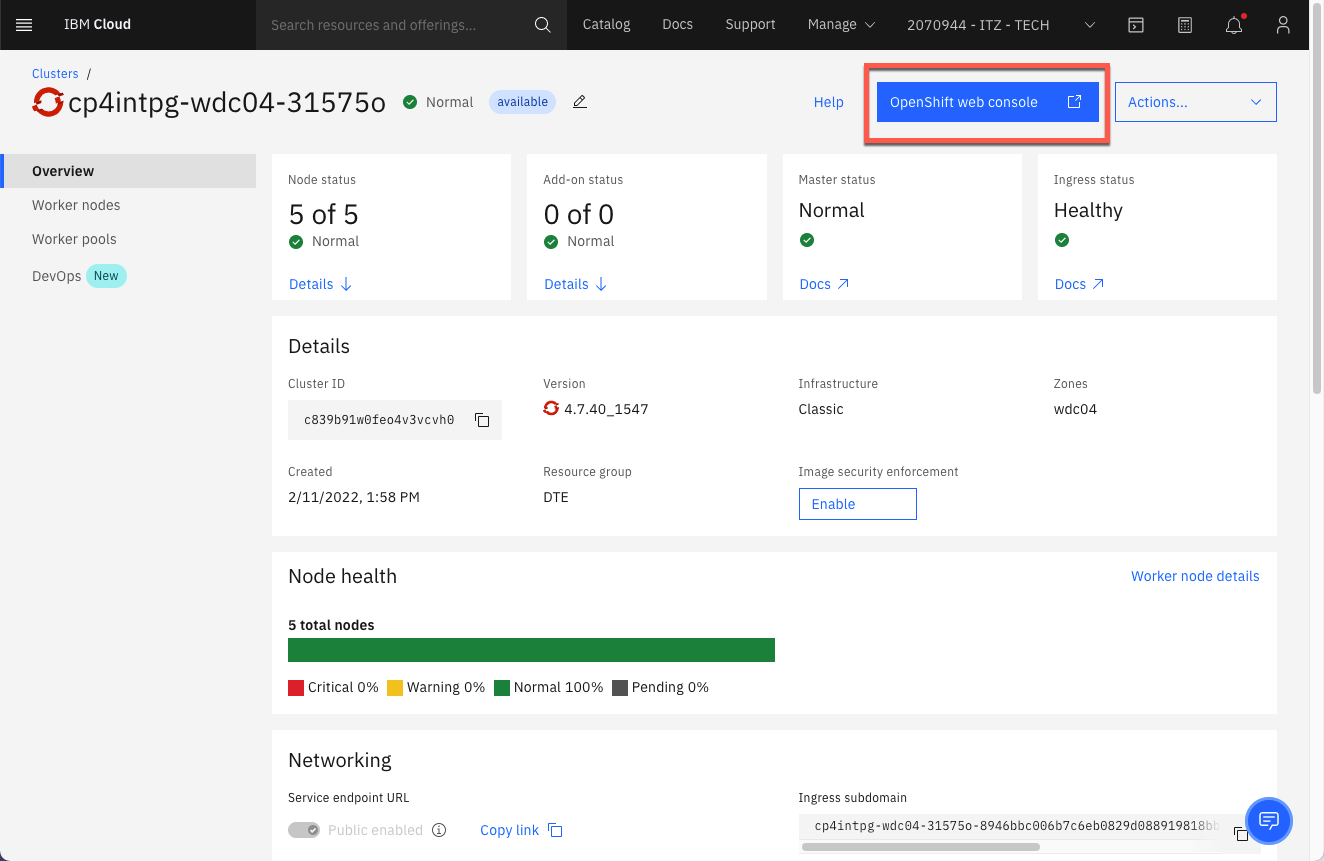 IBM Cloud
Search resources and offerings...
Catalog
Docs
Support
Manage
2070944 - ITZ - TECH
Clusters /
cp4intpg-wdc04-31575o
Normal
available
Help
OpenShift web console
Actions...
Overview
Worker nodes
Worker pools
DevOps New
Node status
5 of 5
Normal
Details
Add-on status
0 of 0
Normal
Details
Master status
Normal
Docs
Ingress status
Healthy
Docs
Details
Cluster ID
c839b91w0feo4v3vcvh0
Version
4.7.40_1547
Infrastructure
Classic
Zones
wdc04
Created
2/11/2022, 1:58 PM
Resource group
DTE
Image security enforcement
Enable
Node health
Worker node details
5 total nodes
Critical 0% Warning 0% Normal 100% Pending 0%
Networking
Service endpoint URL
Public enabled
Copy link
Ingress subdomain
cp4intpg-wdc04-31575o-8946bbc006b7c6eb0829d088919818bb